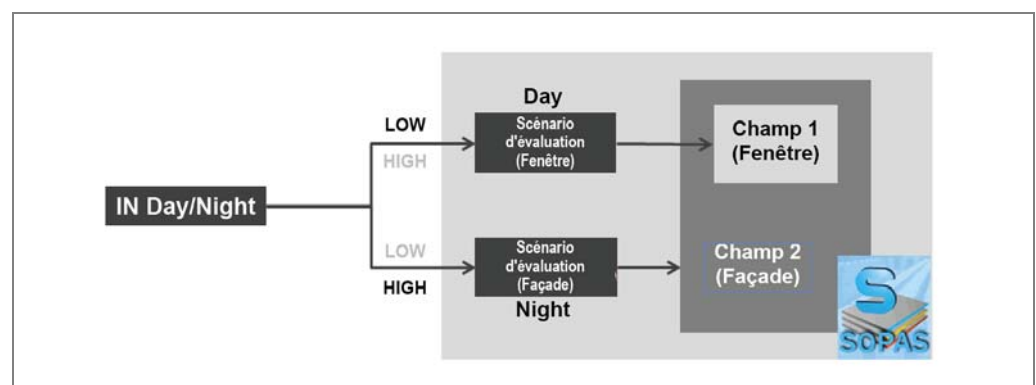 Day
LOW
HIGH
Scénario
d'évaluation
(Fenêtre)
Champ 1
(Fenêtre)
IN Day/Night
LOW
HIGH
Scénario
d'évaluation
(Façade)
Night
Champ 2
(Façade)
S
SOPAS